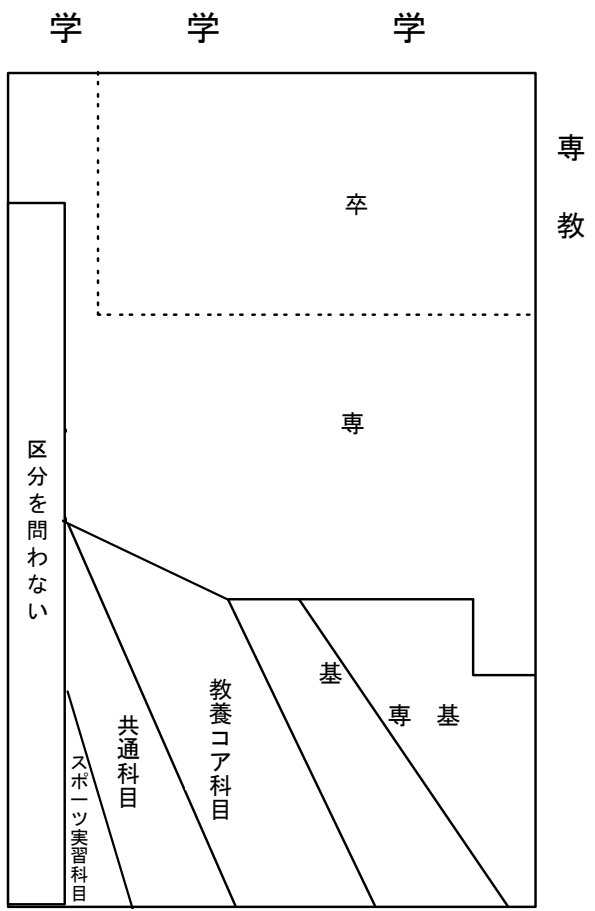 学 学 学
専
教
卒
専
区分を問わない
基
専 基
教養コア科目
共通科目
スポーツ実習科目